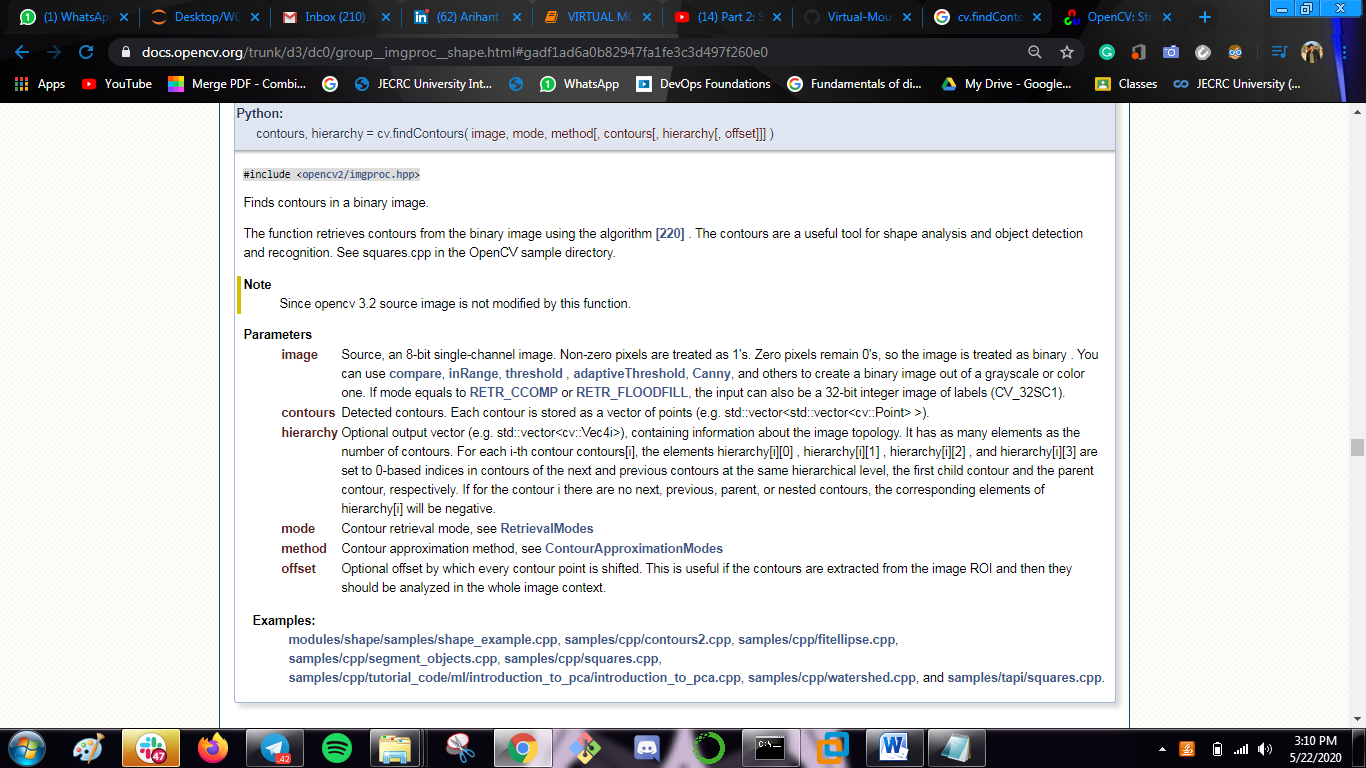 (1) WhatsApp
Desktop/WC
Inbox (210) -
(62) Arihant
VIRTUAL MO
(14) Part 2: S
Virtual-Mous
cv.findConto
OpenCV: Str
docs.opencv.org/trunk/d3/dc0/group__imgproc__shape.html#gadf1ad6a0b82947fa1fe3c3d497f260e0
Apps
YouTube
Merge PDF - Combi...
JECRC University Int...
WhatsApp
DevOps Foundations
Fundamentals of di...
My Drive - Google...
Classes
JECRC University (...
Python:
contours, hierarchy = cv.findContours( image, mode, method[, contours[, hierarchy[, offset]]] )
#include <opencv2/imgproc.hpp>
Finds contours in a binary image.
The function retrieves contours from the binary image using the algorithm [220] . The contours are a useful tool for shape analysis and object detection
and recognition. See squares.cpp in the OpenCV sample directory.
Note
Since opencv 3.2 source image is not modified by this function.
Parameters
image Source, an 8-bit single-channel image. Non-zero pixels are treated as 1's. Zero pixels remain 0's, so the image is treated as binary . You
can use compare, inRange, threshold , adaptiveThreshold, Canny, and others to create a binary image out of a grayscale or color
one. If mode equals to RETR_CCOMP or RETR_FLOODFILL, the input can also be a 32-bit integer image of labels (CV_32SC1).
contours Detected contours. Each contour is stored as a vector of points (e.g. std::vector<std::vector<cv::Point> >).
hierarchy Optional output vector (e.g. std::vector<cv::Vec4i>), containing information about the image topology. It has as many elements as the
number of contours. For each i-th contour contours[i], the elements hierarchy[i][0] , hierarchy[i][1] , hierarchy[i][2] , and hierarchy[i][3] are
set to 0-based indices in contours of the next and previous contours at the same hierarchical level, the first child contour and the parent
contour, respectively. If for the contour i there are no next, previous, parent, or nested contours, the corresponding elements of
hierarchy[i] will be negative.
mode Contour retrieval mode, see RetrievalModes
method Contour approximation method, see ContourApproximationModes
offset Optional offset by which every contour point is shifted. This is useful if the contours are extracted from the image ROI and then they
should be analyzed in the whole image context.
Examples:
modules/shape/samples/shape_example.cpp, samples/cpp/contours2.cpp, samples/cpp/fitellipse.cpp,
samples/cpp/segment_objects.cpp, samples/cpp/squares.cpp,
samples/cpp/tutorial_code/ml/introduction_to_pca/introduction_to_pca.cpp, samples/cpp/watershed.cpp, and samples/tapi/squares.cpp.
47
42
C:\_
3:10 PM
5/22/2020